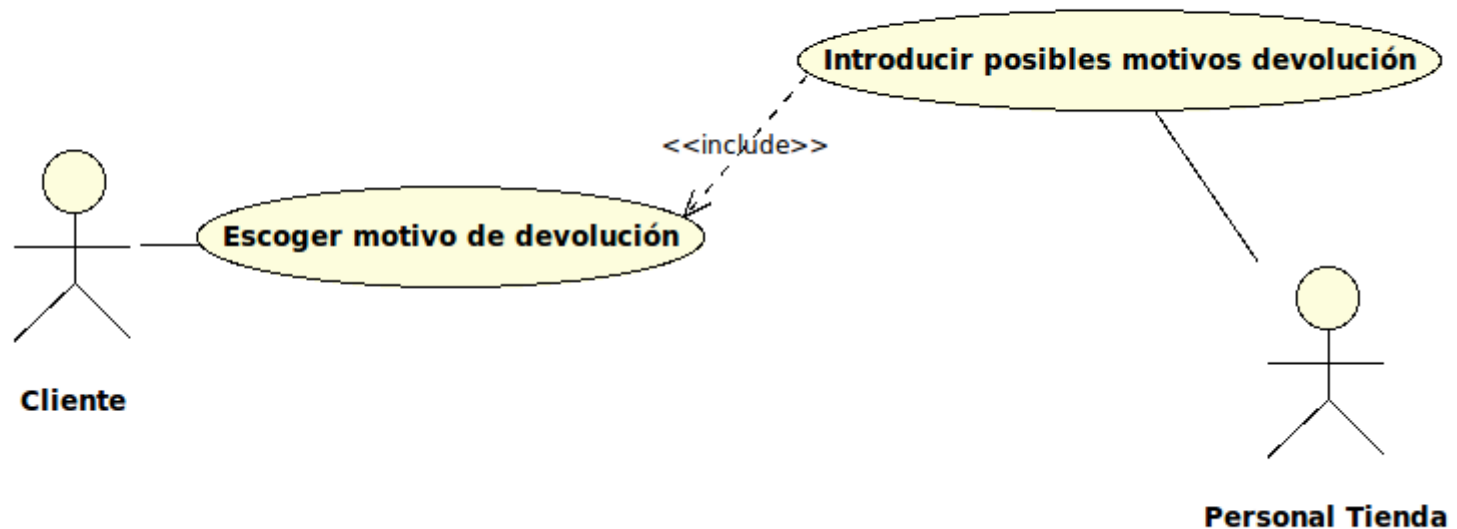 Introducir posibles motivos devolución
<<include>>
Escoger motivo de devolución
Cliente
Personal Tienda